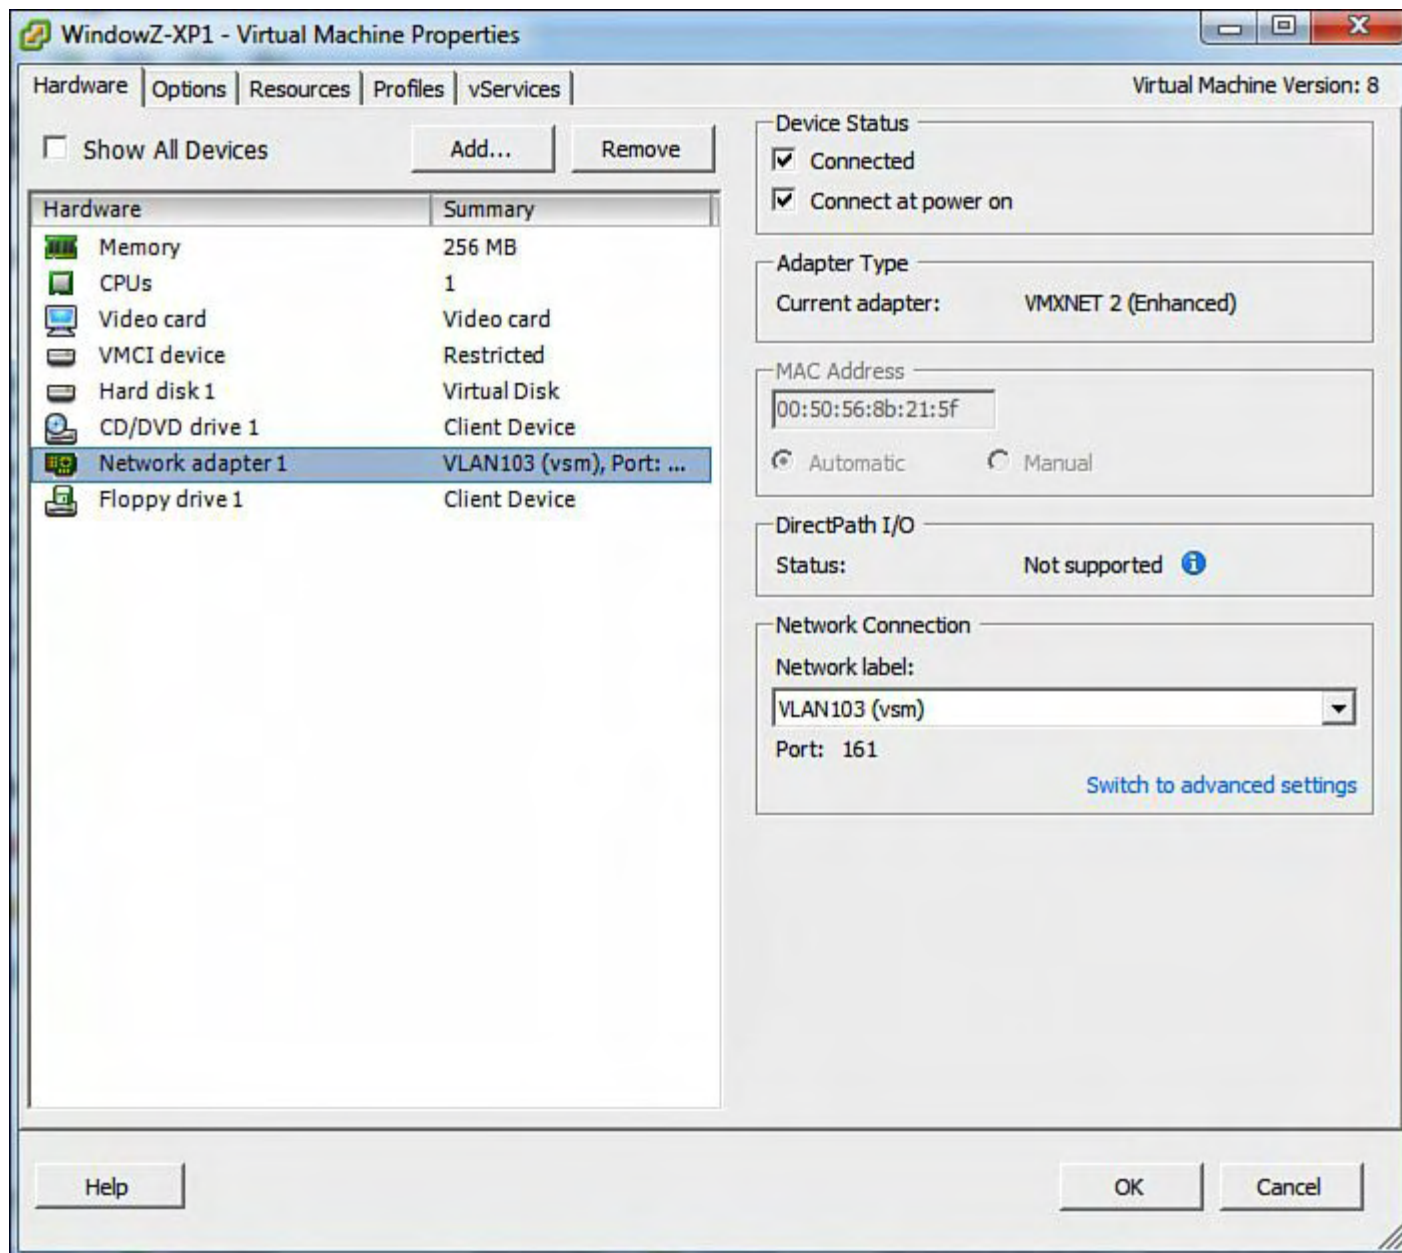 WindowZ-XP1 - Virtual Machine Properties
Hardware Options Resources Profiles vServices
Virtual Machine Version: 8
Show All Devices
Add...
Remove
Hardware Summary
Memory 256 MB
CPUs 1
Video card Video card
VMCI device Restricted
Hard disk 1 Virtual Disk
CD/DVD drive 1 Client Device
Network adapter 1 VLAN103 (vsm), Port: ...
Floppy drive 1 Client Device
Device Status
Connected
Connect at power on
Adapter Type
Current adapter: VMXNET 2 (Enhanced)
MAC Address
00:50:56:8b:21:5f
Automatic Manual
DirectPath I/O
Status: Not supported
Network Connection
Network label:
VLAN103 (vsm)
Port: 161
Switch to advanced settings
Help
OK
Cancel